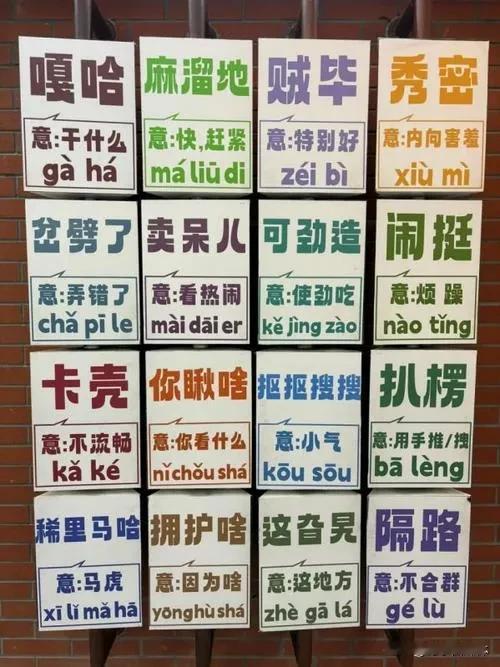 嘎哈
意:干什么
gà há
麻溜地
意:快,赶紧
má liū di
贼毕
意:特别好
zéi bì
秀密
意:内向害羞
xiù mì
岔劈了
意:弄错了
chǎ pī le
卖呆儿
意:看热闹
mài dāi er
可劲造
意:使劲吃
kě jìng zào
闹挺
意:烦 躁
nào tǐng
卡壳
意:不流畅
kǎ ké
你瞅啥
意:你看什么
nǐ chǒu shá
抠抠搜搜
意:小气
kōu sōu
扒楞
意:用手推/拽
bā lèng
稀里马哈
意:马虎
xī lǐ mǎ hā
拥护啥
意:因为啥
yōng hù shá
这旮旯
意:这地方
zhè gā lá
隔路
意:不合群
gé lù